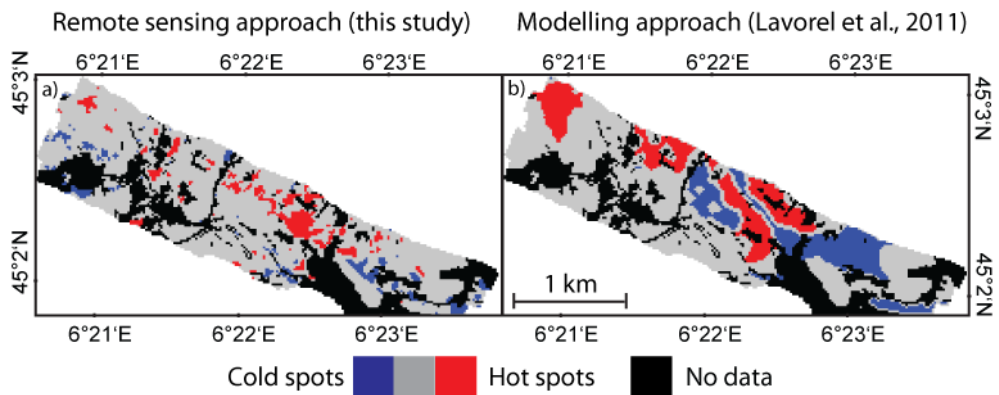 Remote sensing approach (this study)
Modelling approach (Lavorel et al., 2011)
6°21'E 6°22'E 6°23'E
6°21'E 6°22'E 6°23'E
45°3'N
a)
b)
45°3'N
45°2'N
45°2'N
1 km
6°21'E 6°22'E 6°23'E
6°21'E 6°22'E 6°23'E
Cold spots
Hot spots
No data